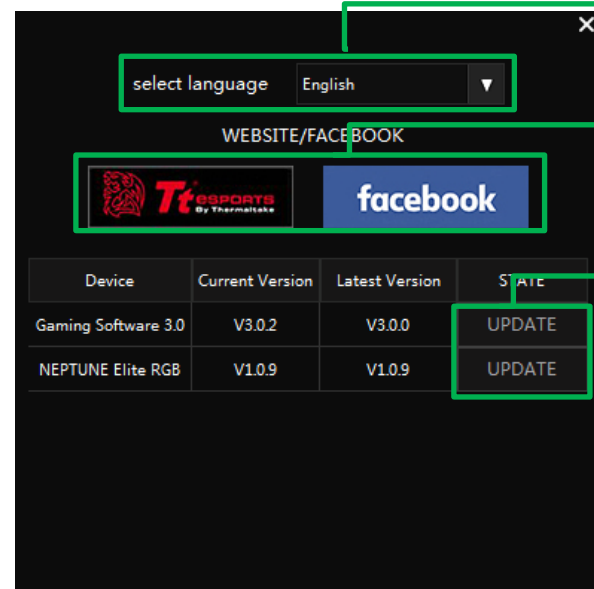 select language English
WEBSITE/FACEBOOK
Tt eSPORTS
By Thermaltake
facebook
Device Current Version Latest Version STATE
Gaming Software 3.0 V3.0.2 V3.0.0 UPDATE
NEPTUNE Elite RGB V1.0.9 V1.0.9 UPDATE